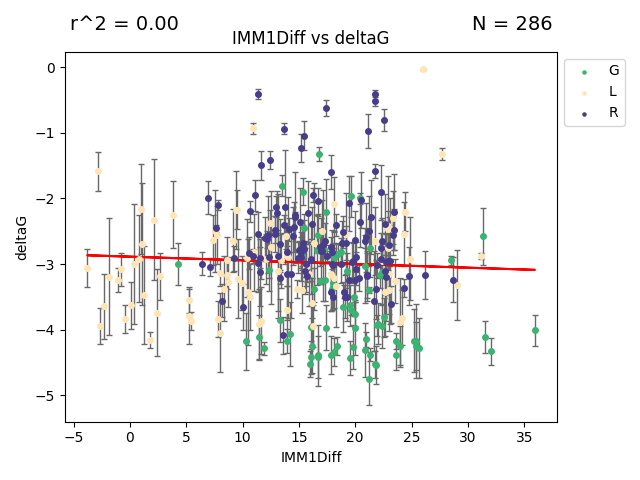 r^2 = 0.00
N = 286
IMM1Diff vs deltaG
G
L
R
deltaG
0
−1
−2
−3
−4
−5
−5
0
5
10
15
20
25
30
35
IMM1Diff